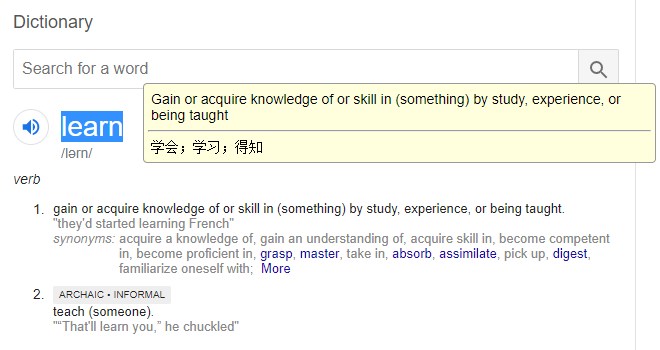 Dictionary
Search for a word
Gain or acquire knowledge of or skill in (something) by study, experience, or
being taught
学会；学习；得知
learn
/lərn/
verb
1. gain or acquire knowledge of or skill in (something) by study, experience, or being taught.
"they'd started learning French"
synonyms: acquire a knowledge of, gain an understanding of, acquire skill in, become competent
in, become proficient in, grasp, master, take in, absorb, assimilate, pick up, digest,
familiarize oneself with; More
2. ARCHAIC • INFORMAL
teach (someone).
"“That'll learn you,” he chuckled"